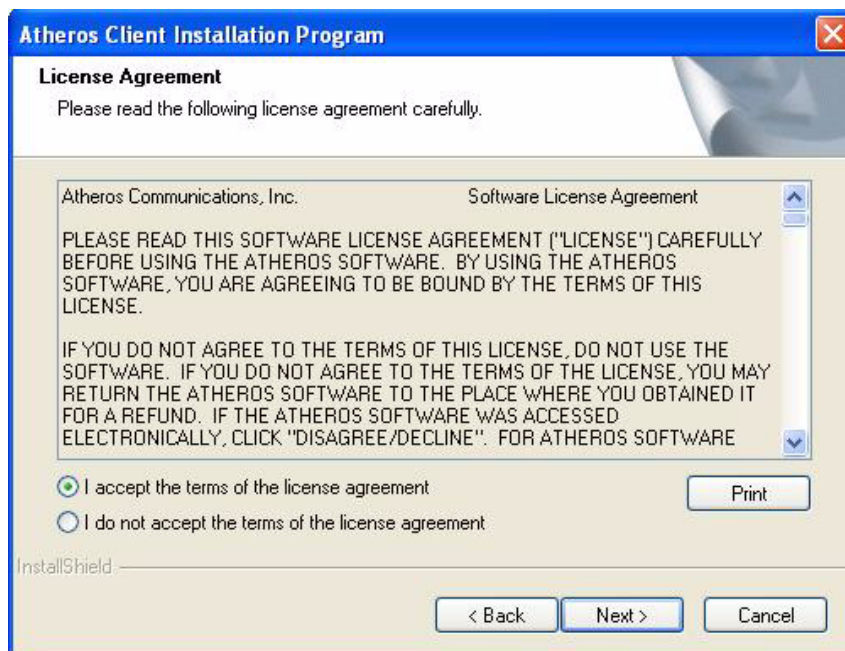 Atheros Client Installation Program
License Agreement
Please read the following license agreement carefully.
Atheros Communications, Inc. Software License Agreement
PLEASE READ THIS SOFTWARE LICENSE AGREEMENT ("LICENSE") CAREFULLY
BEFORE USING THE ATHEROS SOFTWARE. BY USING THE ATHEROS
SOFTWARE, YOU ARE AGREEING TO BE BOUND BY THE TERMS OF THIS
LICENSE.
IF YOU DO NOT AGREE TO THE TERMS OF THIS LICENSE, DO NOT USE THE
SOFTWARE. IF YOU DO NOT AGREE TO THE TERMS OF THE LICENSE, YOU MAY
RETURN THE ATHEROS SOFTWARE TO THE PLACE WHERE YOU OBTAINED IT
FOR A REFUND. IF THE ATHEROS SOFTWARE WAS ACCESSED
ELECTRONICALLY, CLICK "DISAGREE/DECLINE". FOR ATHEROS SOFTWARE
I accept the terms of the license agreement
Print
I do not accept the terms of the license agreement
InstallShield
< Back Next > Cancel